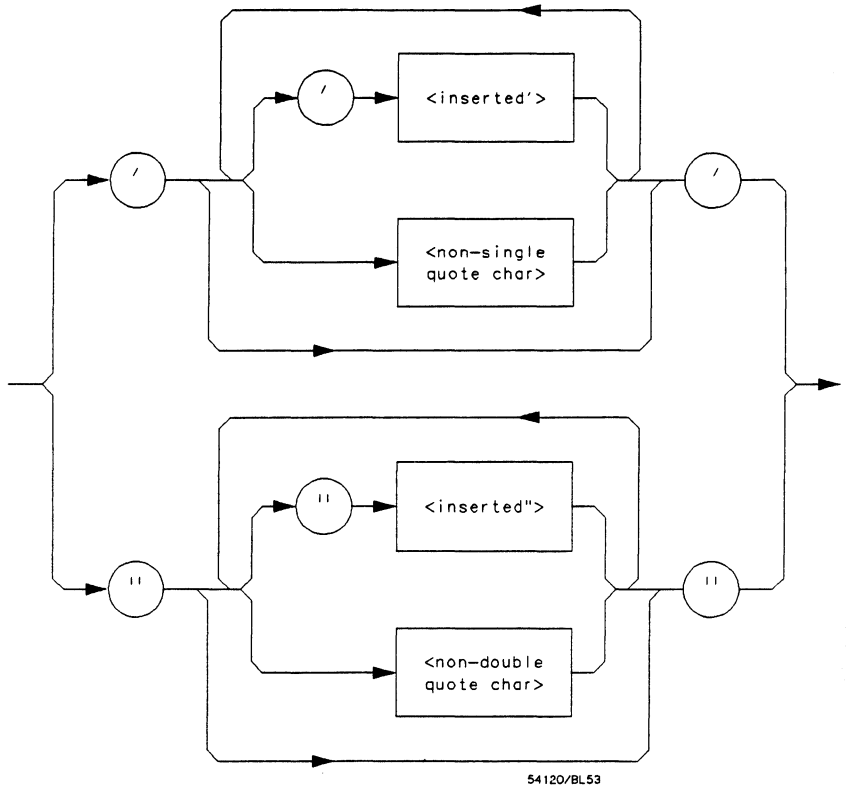 '
<inserted'>
'
'
<non-single
quote char>
"
<inserted">
"
"
<non-double
quote char>
54120/BL53